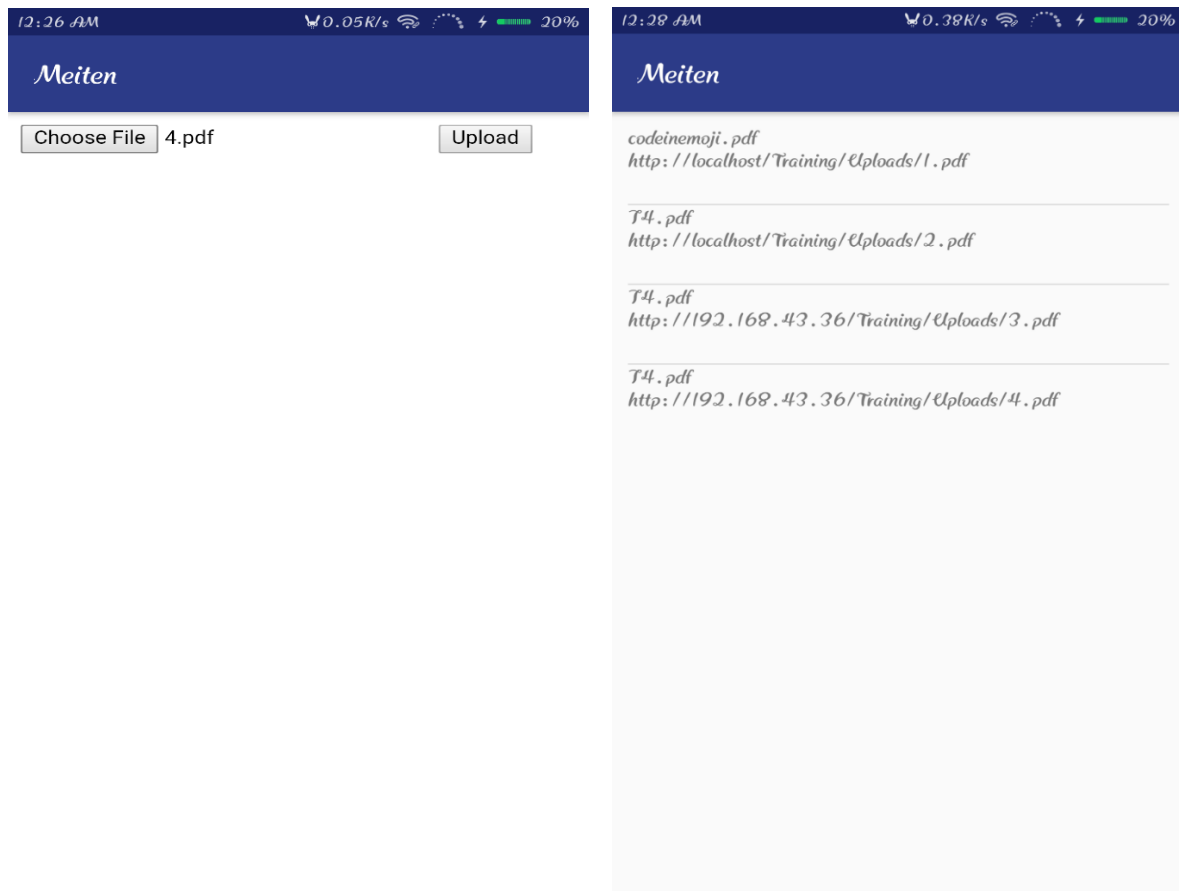 12:26 AM 0.05K/s 20%
Meiten
Choose File 4.pdf Upload
12:28 AM 0.38K/s 20%
Meiten
codeinemoji.pdf
http://localhost/Training/Uploads/1.pdf
T4.pdf
http://localhost/Training/Uploads/2.pdf
T4.pdf
http://192.168.43.36/Training/Uploads/3.pdf
T4.pdf
http://192.168.43.36/Training/Uploads/4.pdf